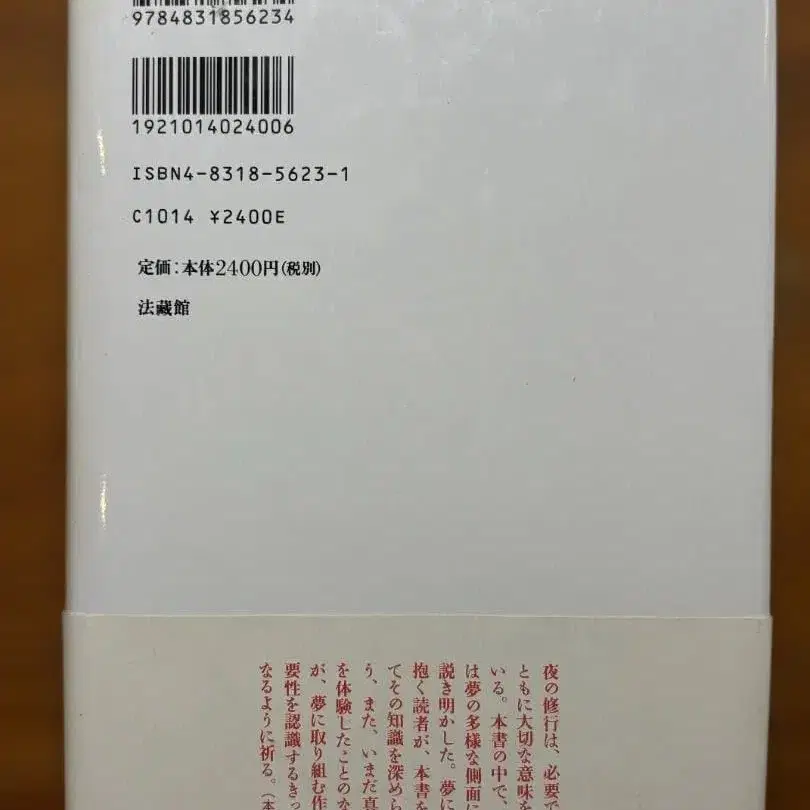 9784831856234
1921014024006
ISBN4-8318-5623-1
C1014 ¥2400E
定価:本体2400円(税別)
法藏館
夜の修行は、必要で
ともに大切な意味を
いる。本書の中で、
は夢の多様な側面に
説き明かした。夢に
抱く読者が、本書を
てその知識を深めら
う、また、いまだ真
を体験したことのな
が、夢に取り組む作
要性を認識するきっ
なるように祈る。(本